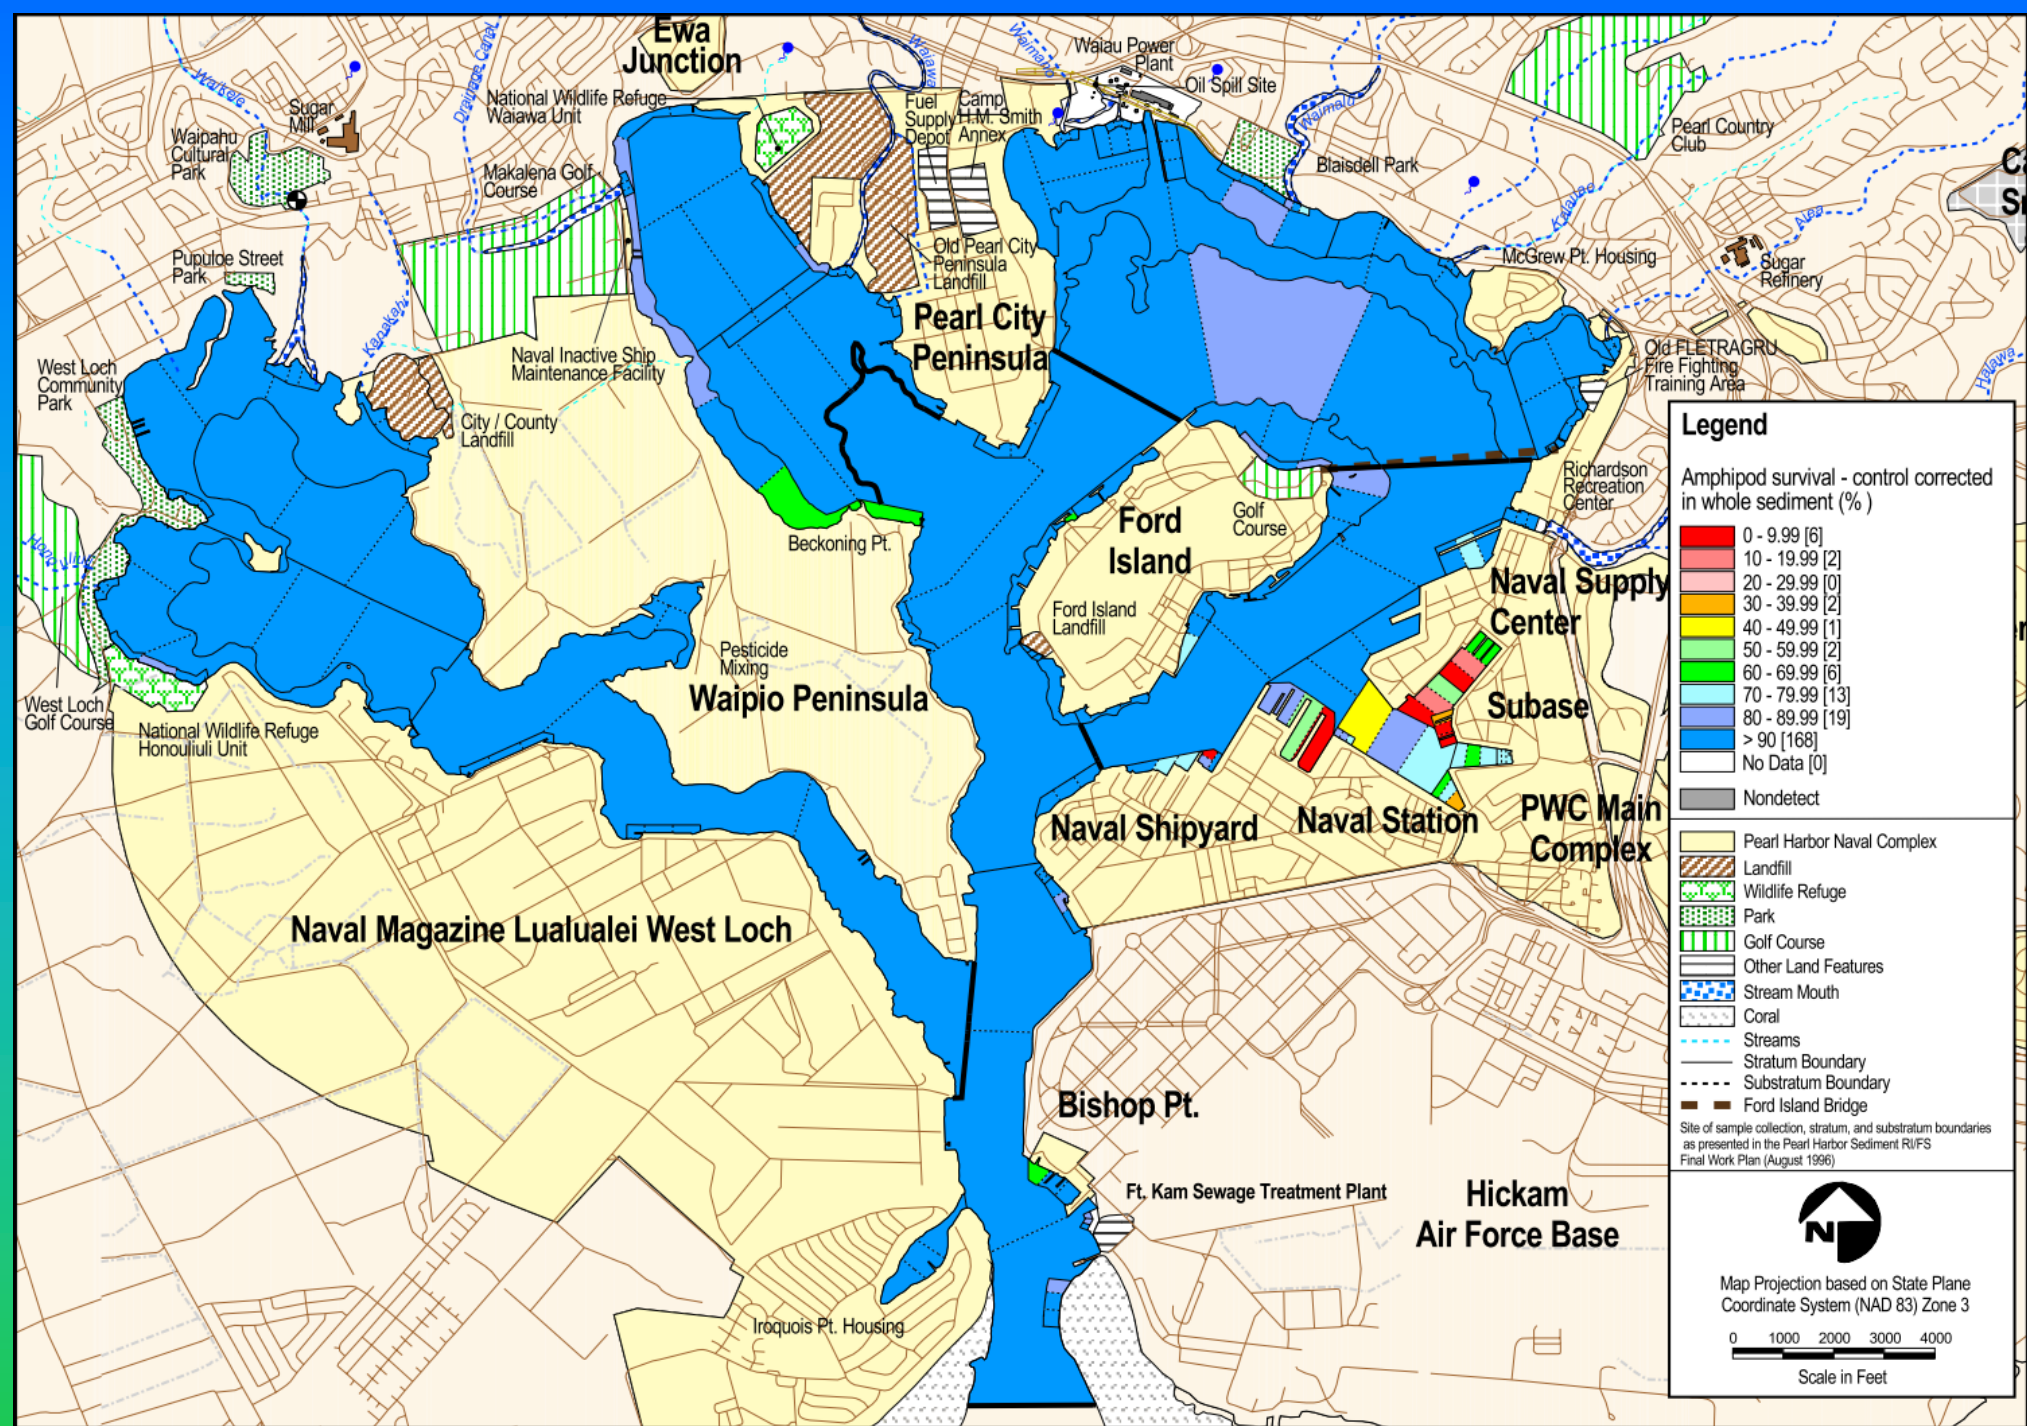 Ewa
Junction
Waikele
Drainage Canal
Waiawa
Waimano
Waiau Power
Plant
Oil Spill Site
Sugar
Mill
National Wildlife Refuge
Waiawa Unit
Fuel
Supply
Depot
Camp
H.M. Smith
Annex
Waimalu
Pearl Country
Club
Blaisdell Park
Waipahu
Cultural
Park
Makalena Golf
Course
Kalauao
Aiea
Sugar
Refinery
McGrew Pt. Housing
Pupuloe Street
Park
Old Pearl City
Peninsula
Landfill
Pearl City
Peninsula
Kapakahi
Naval Inactive Ship
Maintenance Facility
West Loch
Community
Park
City / County
Landfill
Old FLETRAGRU
Fire Fighting
Training Area
Halawa
Richardson
Recreation
Center
Golf
Course
Ford
Island
Beckoning Pt.
Honouliuli
Naval Supply
Center
Ford Island
Landfill
Pesticide
Mixing
Waipio Peninsula
Subase
West Loch
Golf Course
National Wildlife Refuge
Honouliuli Unit
Naval Shipyard
Naval Station
PWC Main
Complex
Naval Magazine Lualualei West Loch
Bishop Pt.
Ft. Kam Sewage Treatment Plant
Hickam
Air Force Base
Iroquois Pt. Housing
Legend
Amphipod survival - control corrected
in whole sediment (% )
0 - 9.99 [6]
10 - 19.99 [2]
20 - 29.99 [0]
30 - 39.99 [2]
40 - 49.99 [1]
50 - 59.99 [2]
60 - 69.99 [6]
70 - 79.99 [13]
80 - 89.99 [19]
> 90 [168]
No Data [0]
Nondetect
Pearl Harbor Naval Complex
Landfill
Wildlife Refuge
Park
Golf Course
Other Land Features
Stream Mouth
Coral
Streams
Stratum Boundary
Substratum Boundary
Ford Island Bridge
Site of sample collection, stratum, and substratum boundaries
as presented in the Pearl Harbor Sediment RI/FS
Final Work Plan (August 1996)
N
Map Projection based on State Plane
Coordinate System (NAD 83) Zone 3
0 1000 2000 3000 4000
Scale in Feet